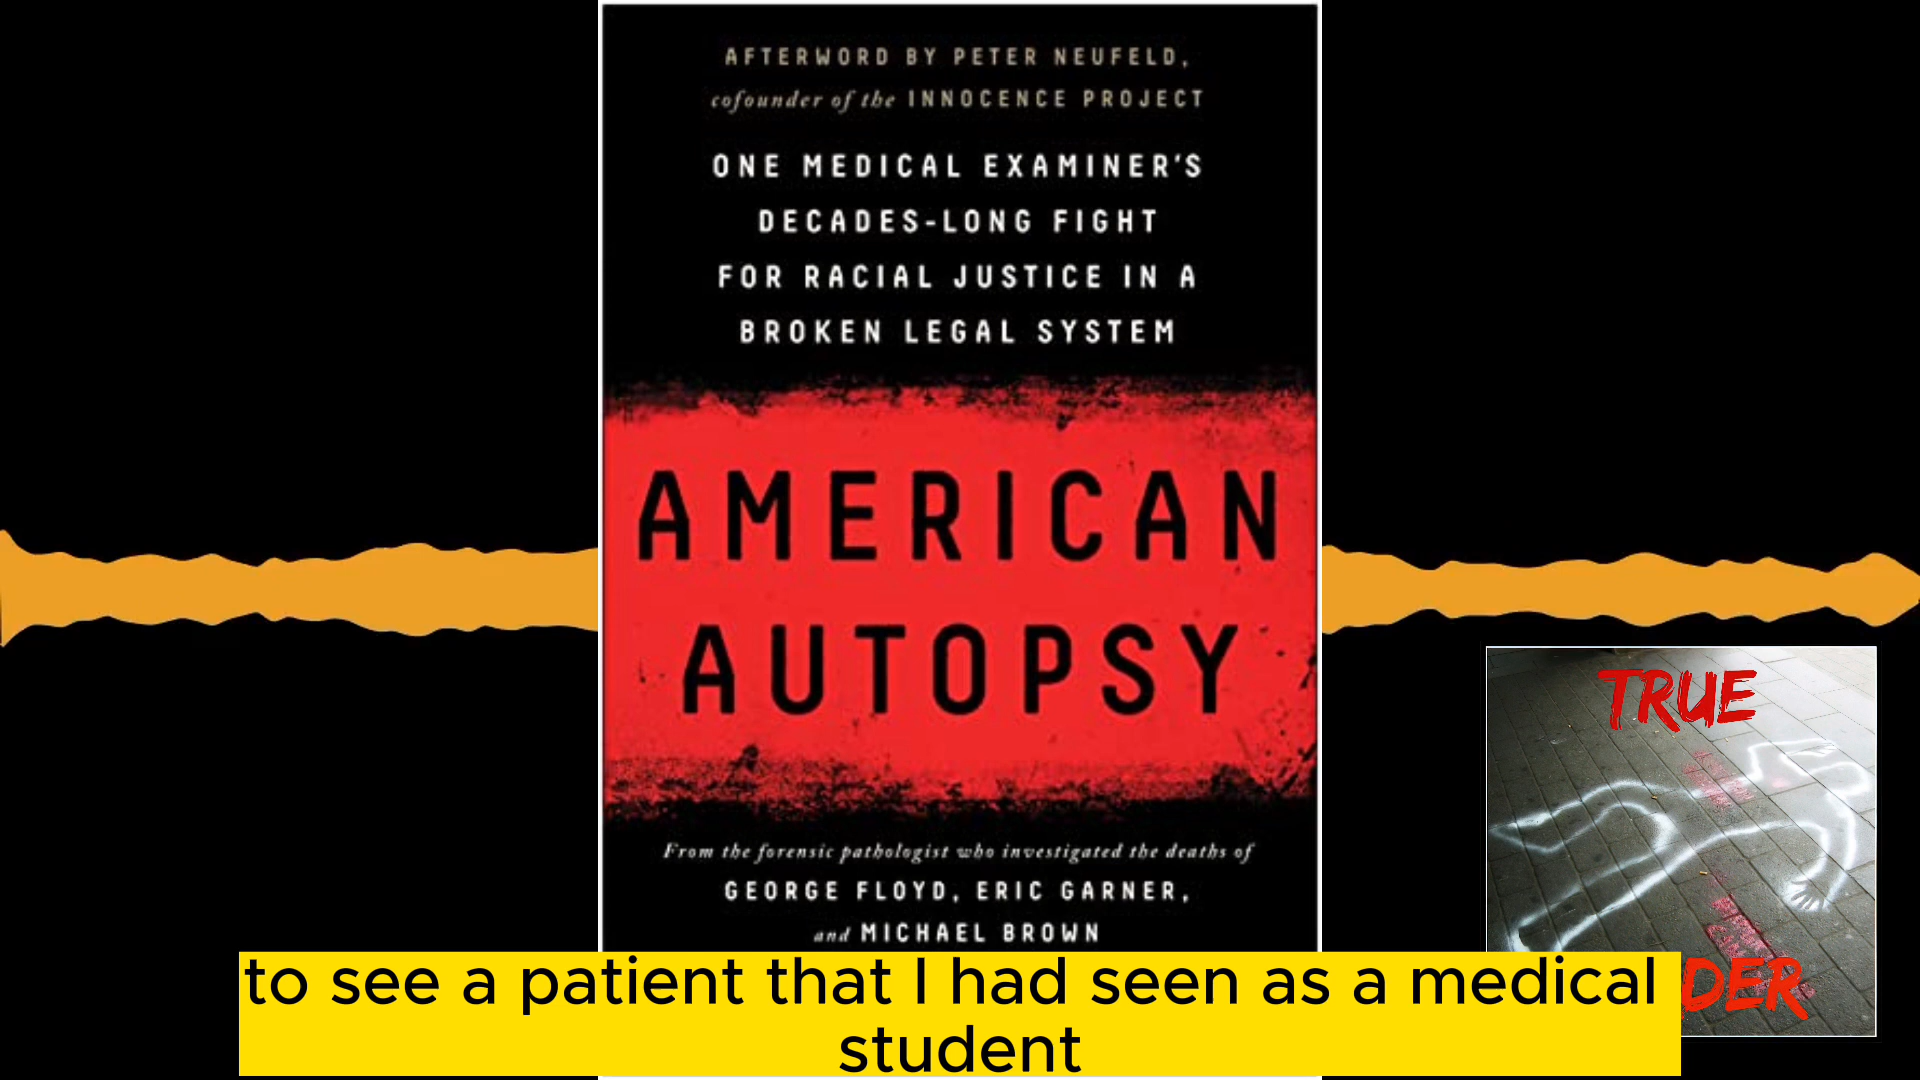 AFTERWORD BY PETER NEUFELD,
cofounder of the INNOCENCE PROJECT
ONE MEDICAL EXAMINER'S
DECADES-LONG FIGHT
FOR RACIAL JUSTICE IN A
BROKEN LEGAL SYSTEM
AMERICAN
AUTOPSY
From the forensic pathologist who investigated the deaths of
GEORGE FLOYD, ERIC GARNER,
and MICHAEL BROWN
TRUE
DER
to see a patient that I had seen as a medical
student